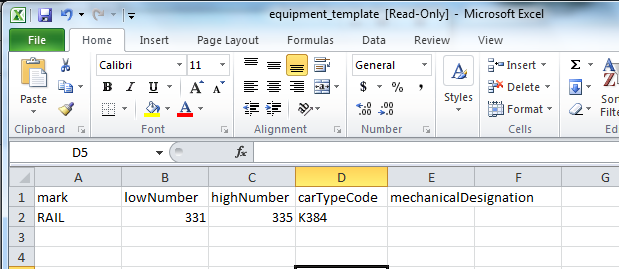 equipment_template [Read-Only] - Microsoft Excel
File Home Insert Page Layout Formulas Data Review View
Paste
Calibri 11
B I U
A A
A
$ % ,
.0 .00 .00 .0
General
Styles
Insert
Delete
Format
Σ
Sor
Filte
Clipboard Font Alignment Number Cells Ed
D5 fx
A B C D E F G
1 mark lowNumber highNumber carTypeCode mechanicalDesignation
2 RAIL 331 335 K384
3
4